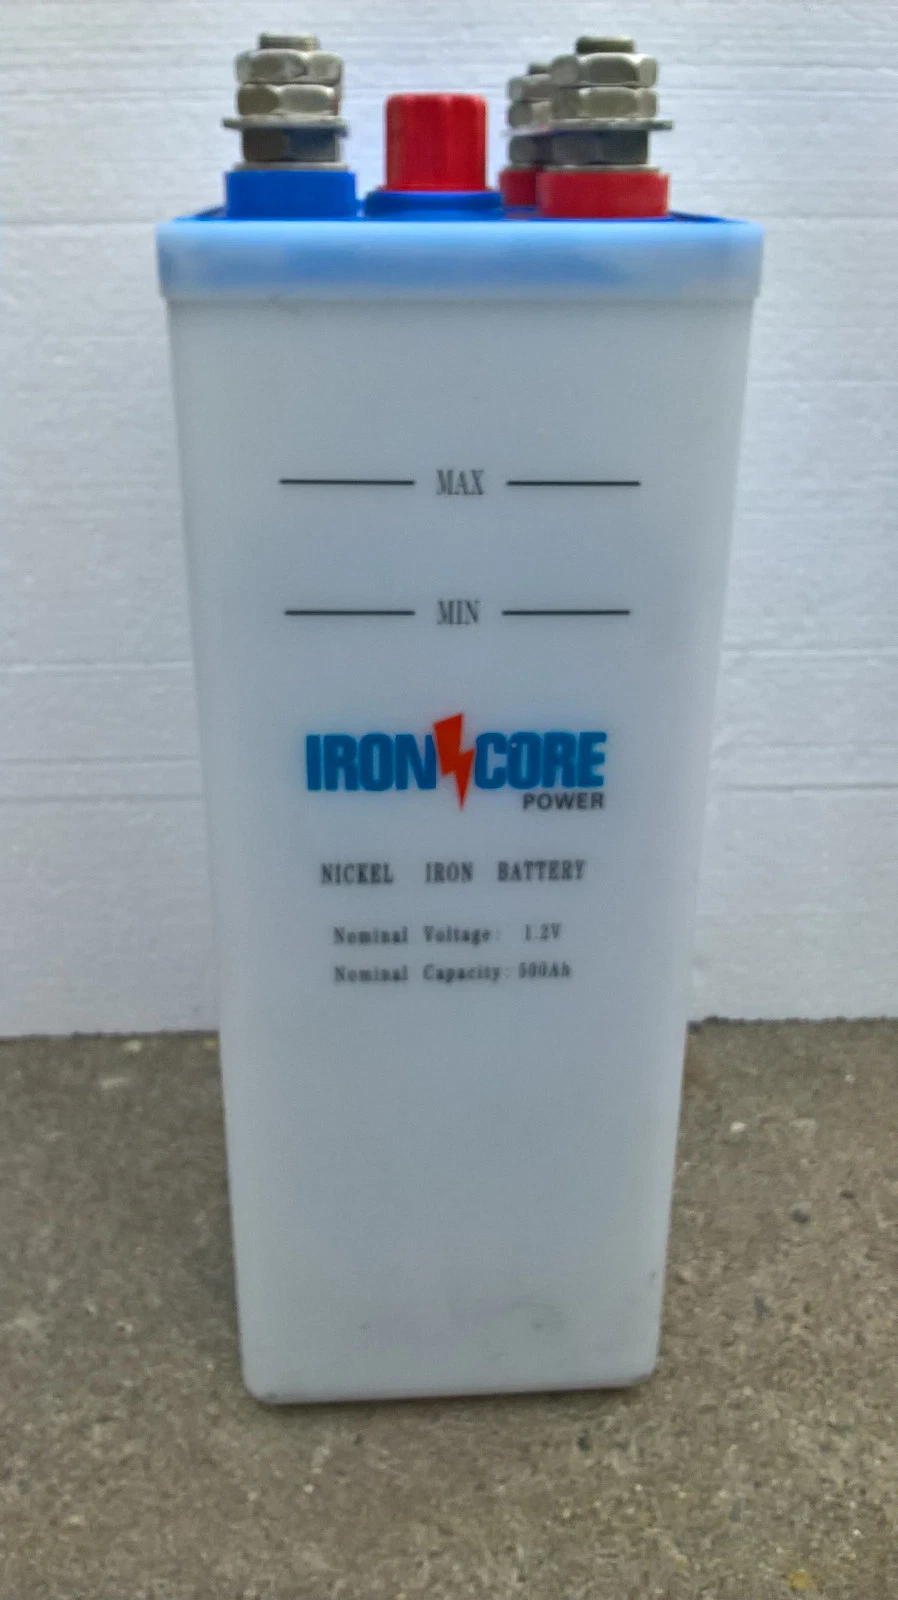 MAX
MIN
IRON CORE
POWER
NICKEL IRON BATTERY
Nominal Voltage: 1.2V
Nominal Capacity: 500Ah